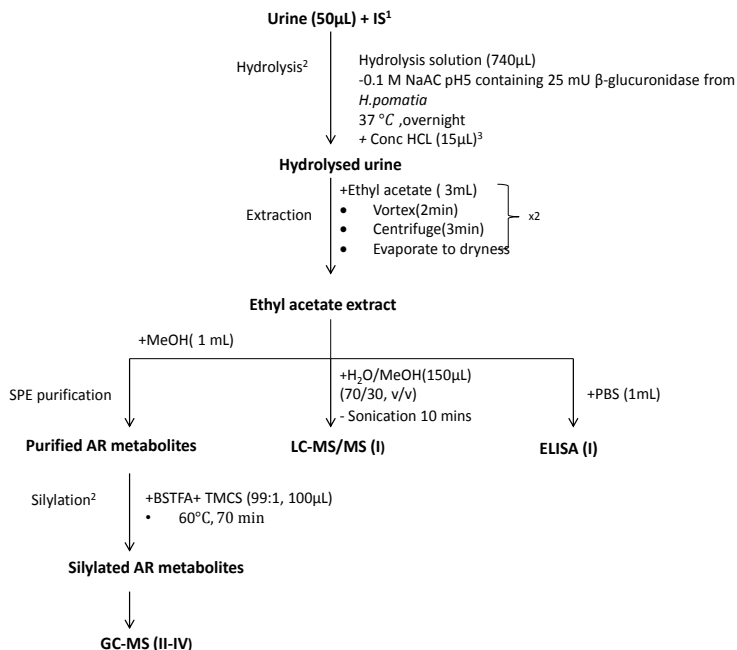 Urine (50µL) + IS¹
Hydrolysis²
Hydrolysis solution (740µL)
-0.1 M NaAC pH5 containing 25 mU β-glucuronidase from
H.pomatia
37 °C ,overnight
+ Conc HCL (15µL)³
Hydrolysed urine
Extraction
+Ethyl acetate ( 3mL)
• Vortex(2min)
• Centrifuge(3min)
• Evaporate to dryness
x2
Ethyl acetate extract
+MeOH( 1 mL)
SPE purification
+H₂O/MeOH(150µL)
(70/30, v/v)
- Sonication 10 mins
+PBS (1mL)
Purified AR metabolites
LC-MS/MS (I)
ELISA (I)
Silylation²
+BSTFA+ TMCS (99:1, 100µL)
• 60°C, 70 min
Silylated AR metabolites
GC-MS (II-IV)